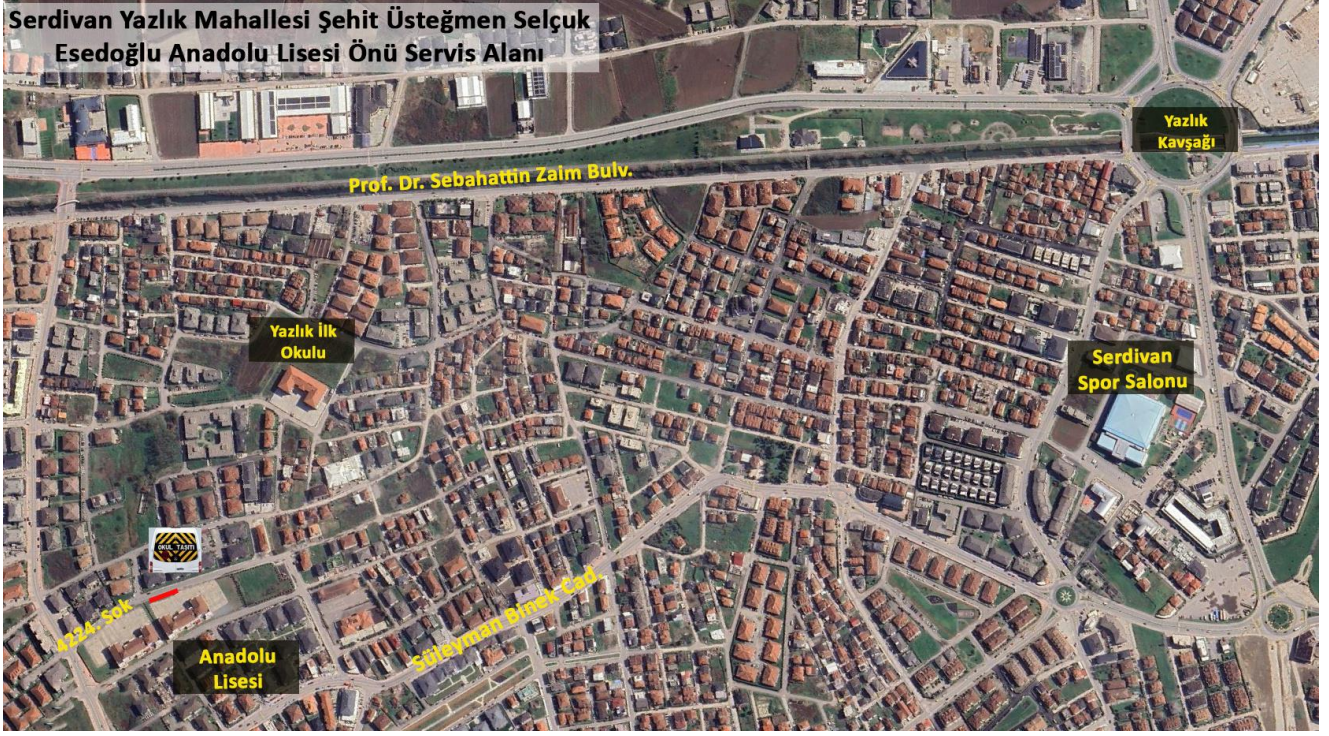 Serdivan Yazlık Mahallesi Şehit Üsteğmen Selçuk
Esedoğlu Anadolu Lisesi Önü Servis Alanı
Yazlık
Kavşağı
Prof. Dr. Sebahattin Zaim Bulv.
Yazlık İlk
Okulu
Serdivan
Spor Salonu
OKUL TAŞITI
4224. Sok
Süleyman Binek Cad.
Anadolu
Lisesi